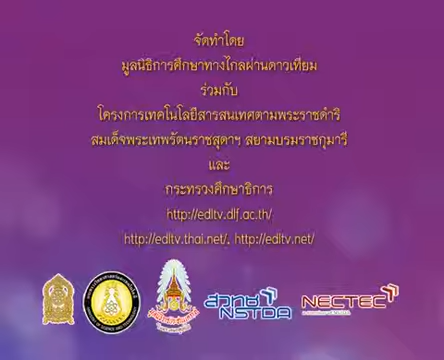 จัดทำโดย
มูลนิธิการศึกษาทางไกลผ่านดาวเทียม
ร่วมกับ
โครงการเทคโนโลยีสารสนเทศตามพระราชดำริ
สมเด็จพระเทพรัตนราชสุดาฯ สยามบรมราชกุมารี
และ
กระทรวงศึกษาธิการ
http://edltv.dlf.ac.th/
http://edltv.thai.net/, http://edltv.net/
สวทช NSTDA
NECTEC